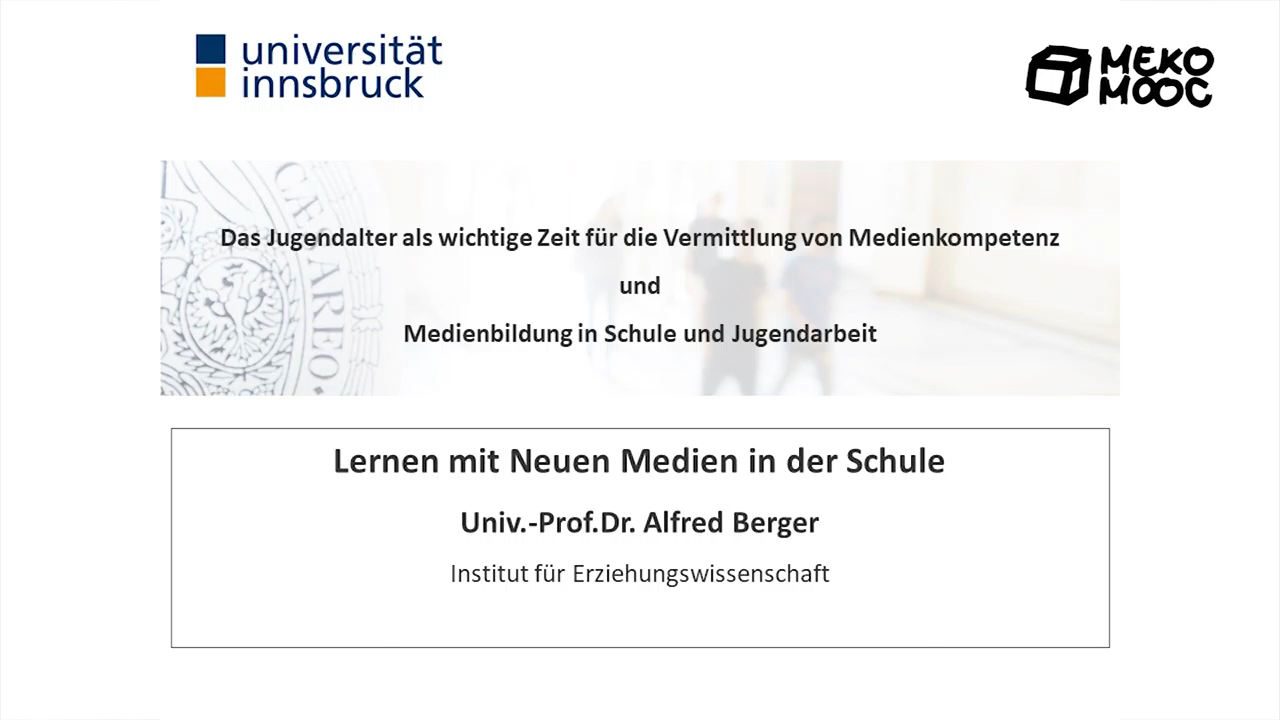 universität
innsbruck
MEKO
MOOC
CÆSAREO
Das Jugendalter als wichtige Zeit für die Vermittlung von Medienkompetenz
und
Medienbildung in Schule und Jugendarbeit
Lernen mit Neuen Medien in der Schule
Univ.-Prof.Dr. Alfred Berger
Institut für Erziehungswissenschaft